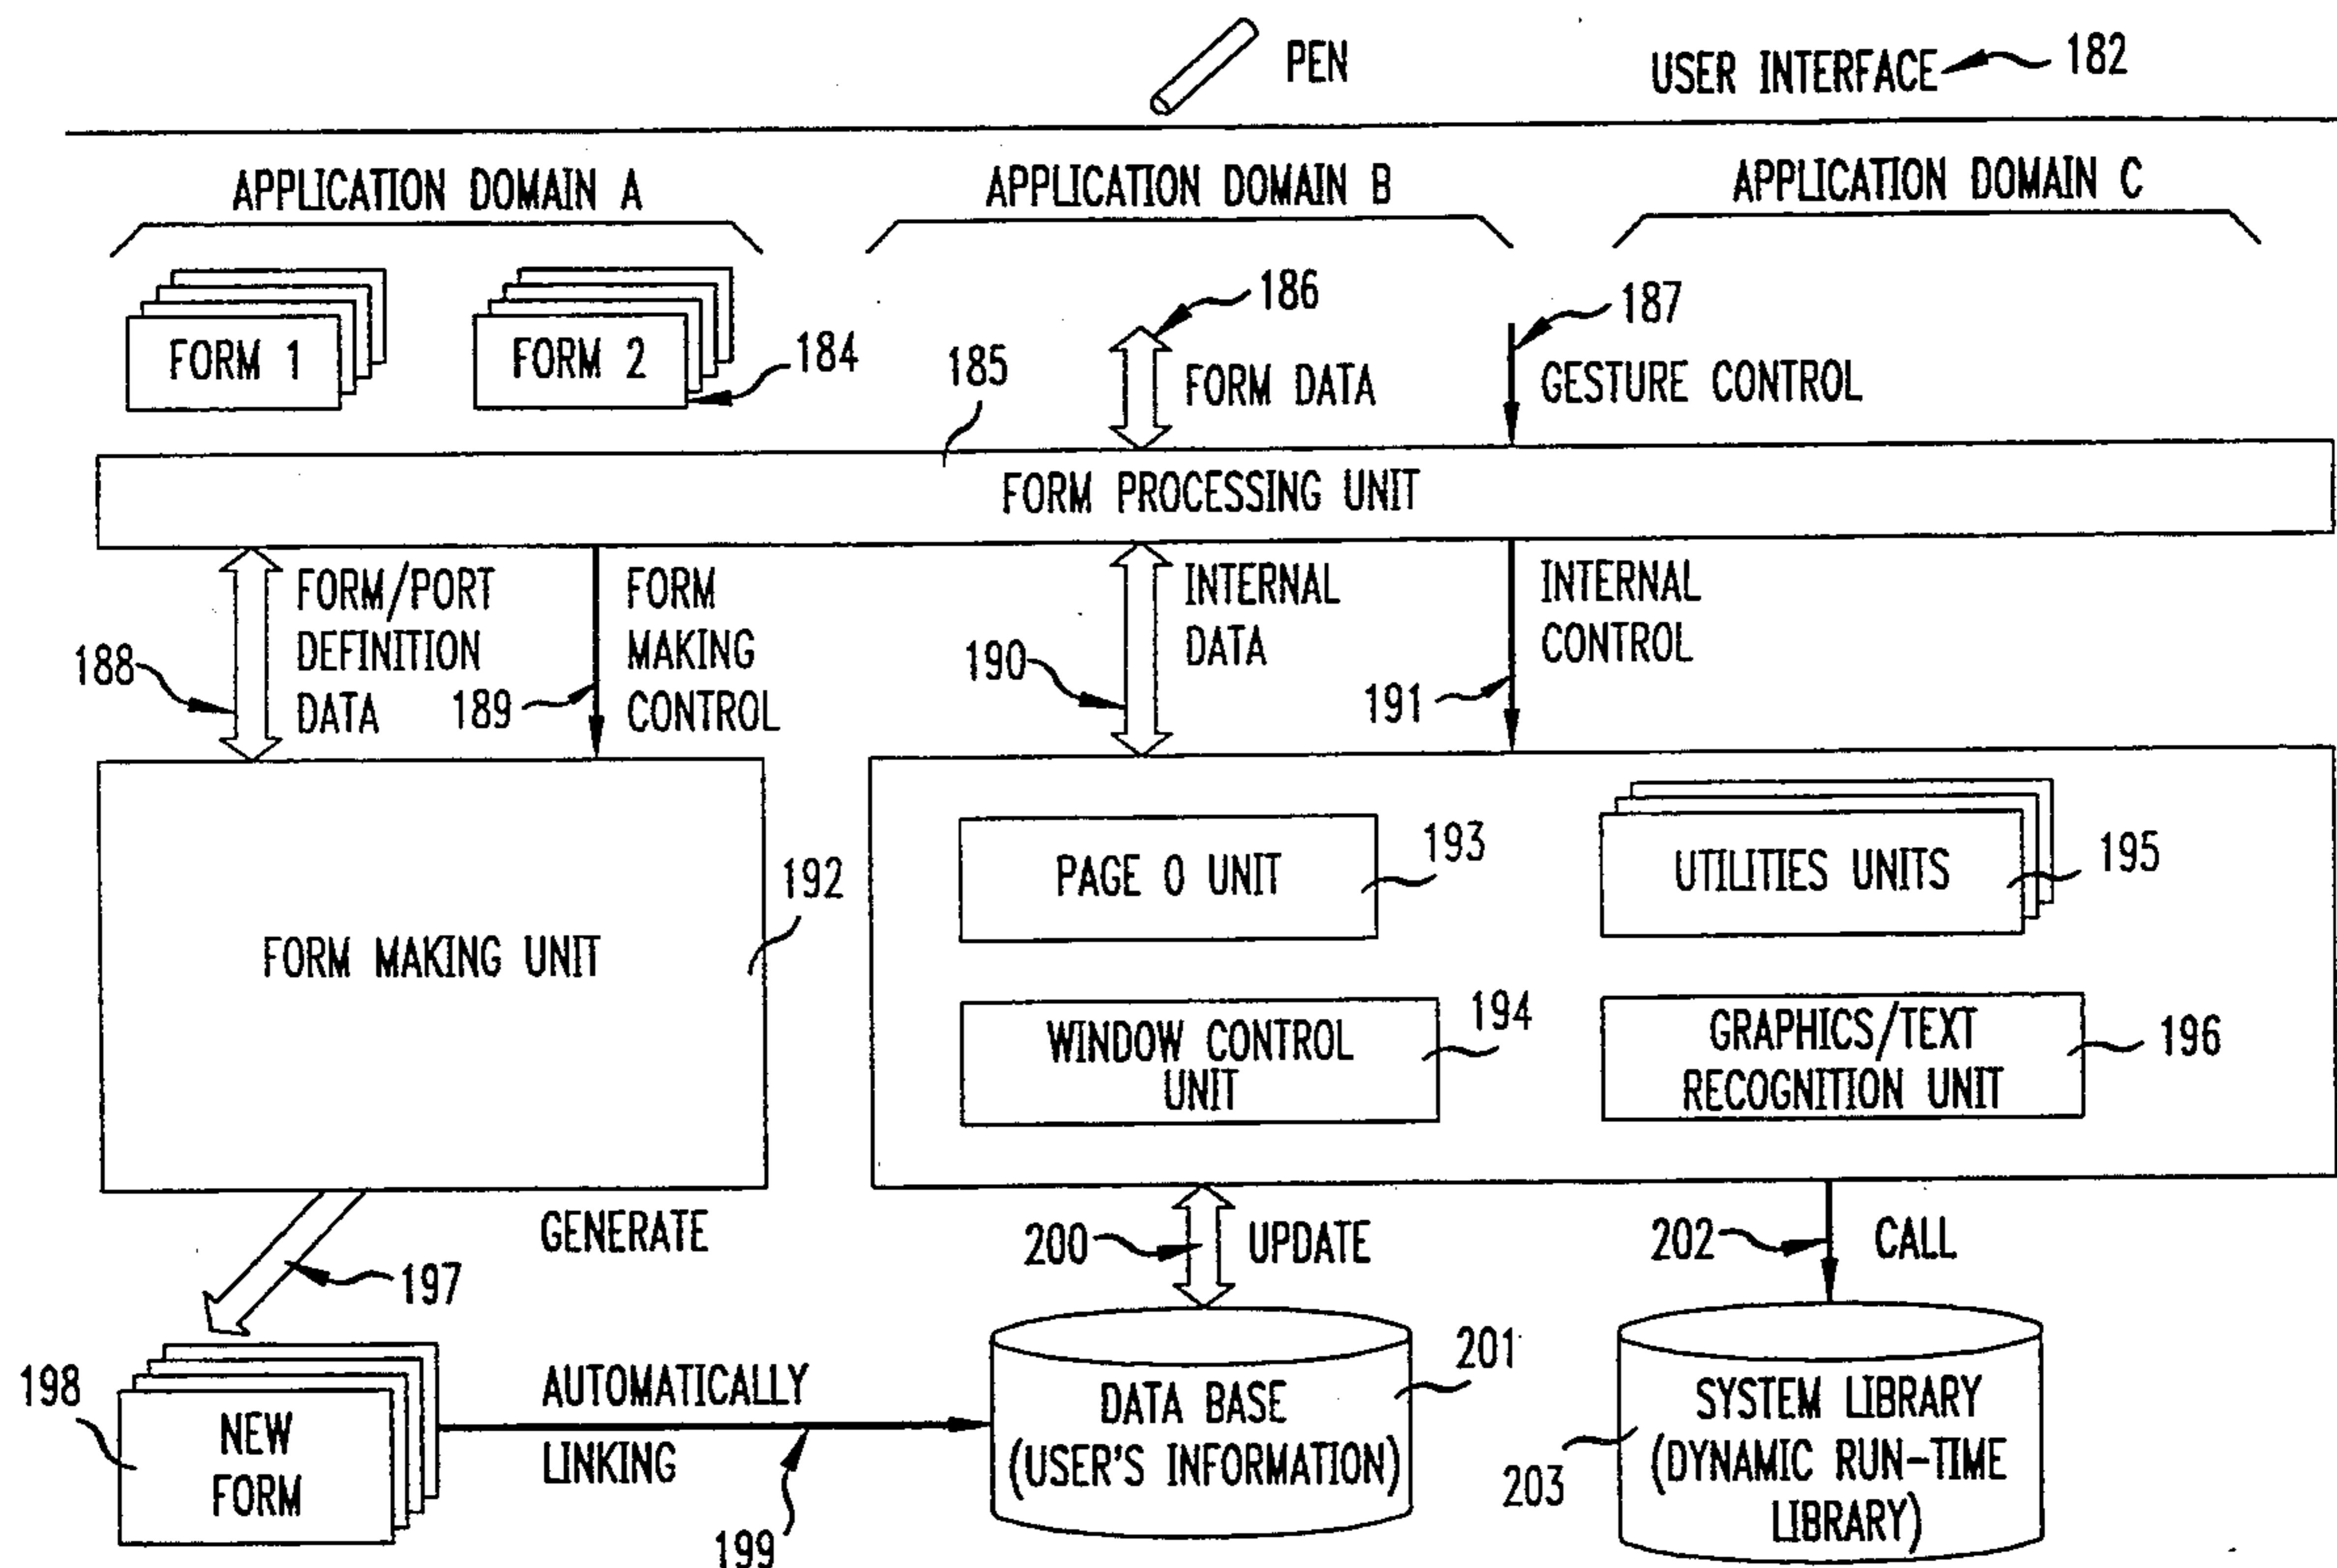 PEN
USER INTERFACE 182
APPLICATION DOMAIN A
APPLICATION DOMAIN B
APPLICATION DOMAIN C
FORM 1
FORM 2
184
185
186
FORM DATA
187
GESTURE CONTROL
FORM PROCESSING UNIT
188
FORM/PORT
DEFINITION
DATA
189
FORM
MAKING
CONTROL
190
INTERNAL
DATA
191
INTERNAL
CONTROL
FORM MAKING UNIT
192
PAGE 0 UNIT
193
UTILITIES UNITS
195
WINDOW CONTROL
UNIT
194
GRAPHICS/TEXT
RECOGNITION UNIT
196
GENERATE
197
200
UPDATE
202
CALL
198
NEW
FORM
AUTOMATICALLY
LINKING
199
DATA BASE
(USER'S INFORMATION)
201
SYSTEM LIBRARY
(DYNAMIC RUN-TIME
LIBRARY)
203